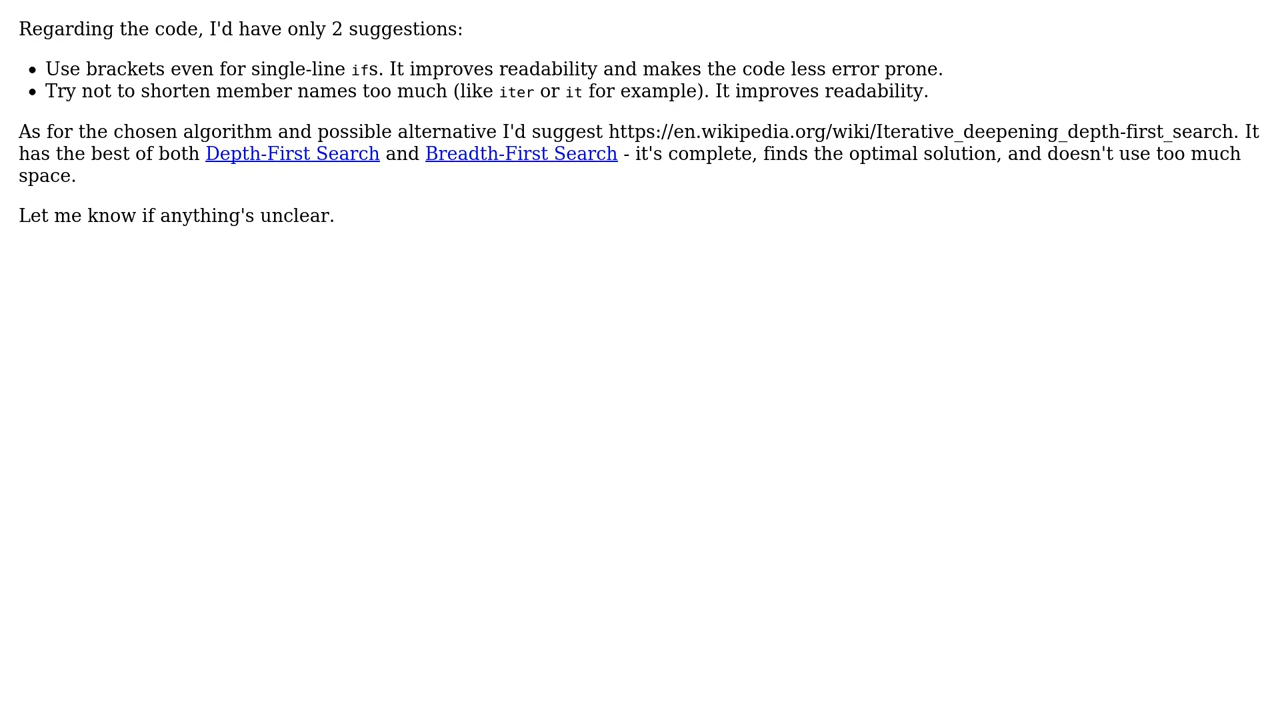 Regarding the code, I'd have only 2 suggestions:
• Use brackets even for single-line ifs. It improves readability and makes the code less error prone.
• Try not to shorten member names too much (like iter or it for example). It improves readability.
As for the chosen algorithm and possible alternative I'd suggest https://en.wikipedia.org/wiki/Iterative_deepening_depth-first_search. It
has the best of both Depth-First Search and Breadth-First Search - it's complete, finds the optimal solution, and doesn't use too much
space.
Let me know if anything's unclear.